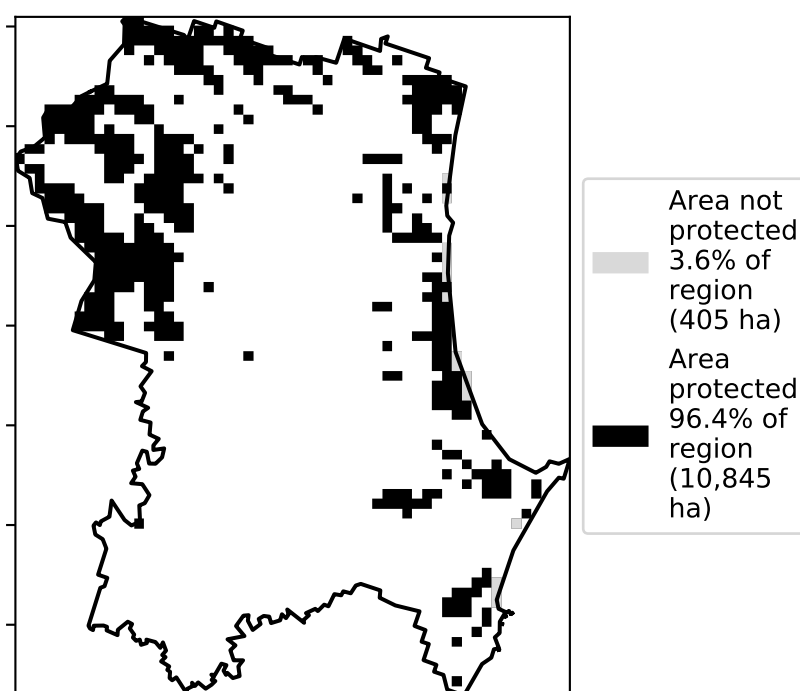 Area not
protected
3.6% of
region
(405 ha)
Area
protected
96.4% of
region
(10,845
ha)